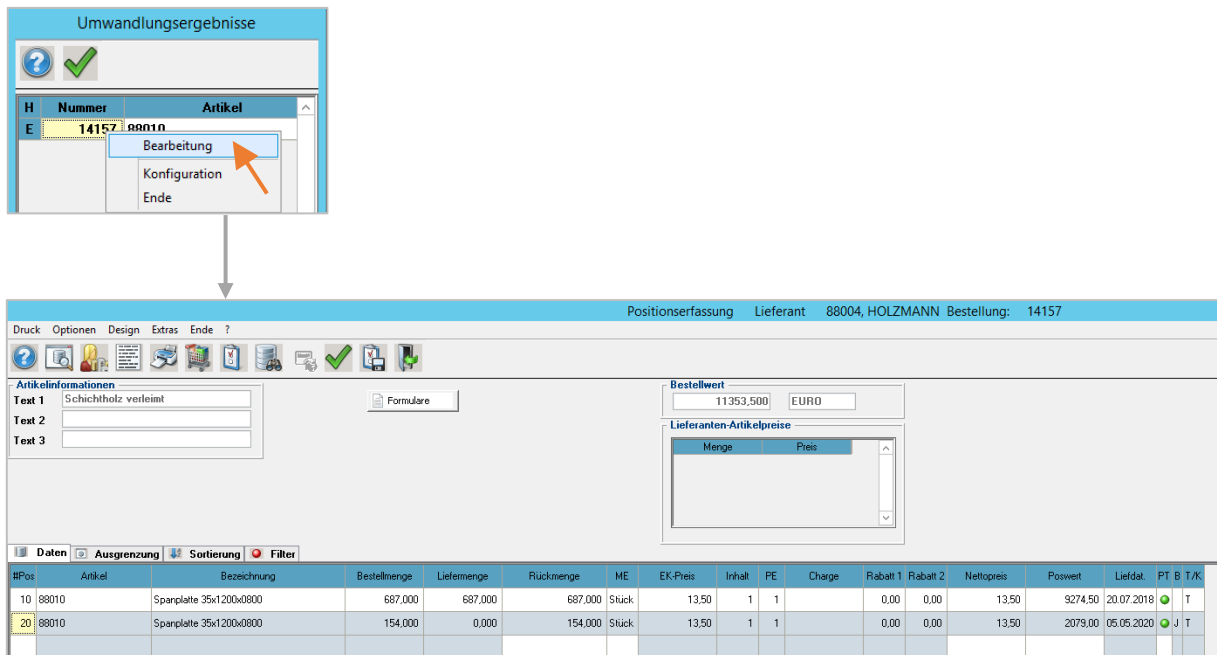 Umwandlungsergebnisse
H Nummer Artikel
E 14157 88010
Bearbeitung
Konfiguration
Ende
Positionserfassung Lieferant 88004, HOLZMANN Bestellung: 14157
Druck Optionen Design Extras Ende ?
Artikelinformationen
Text 1 Schichtholz verleimt
Text 2
Text 3
Formulare
Bestellwert
11353,500 EURO
Lieferanten-Artikelpreise
Menge Preis
Daten Ausgrenzung Sortierung Filter
#Pos Artikel Bezeichnung Bestellmenge Liefermenge Rückmenge ME EK-Preis Inhalt PE Charge Rabatt 1 Rabatt 2 Nettopreis Poswert Liefdat. PT B T/K
10 88010 Spanplatte 35x1200x0800 687,000 687,000 687,000 Stück 13,50 1 1 0,00 0,00 13,50 9274,50 20.07.2018 T
20 88010 Spanplatte 35x1200x0800 154,000 0,000 154,000 Stück 13,50 1 1 0,00 0,00 13,50 2079,00 05.05.2020 J T